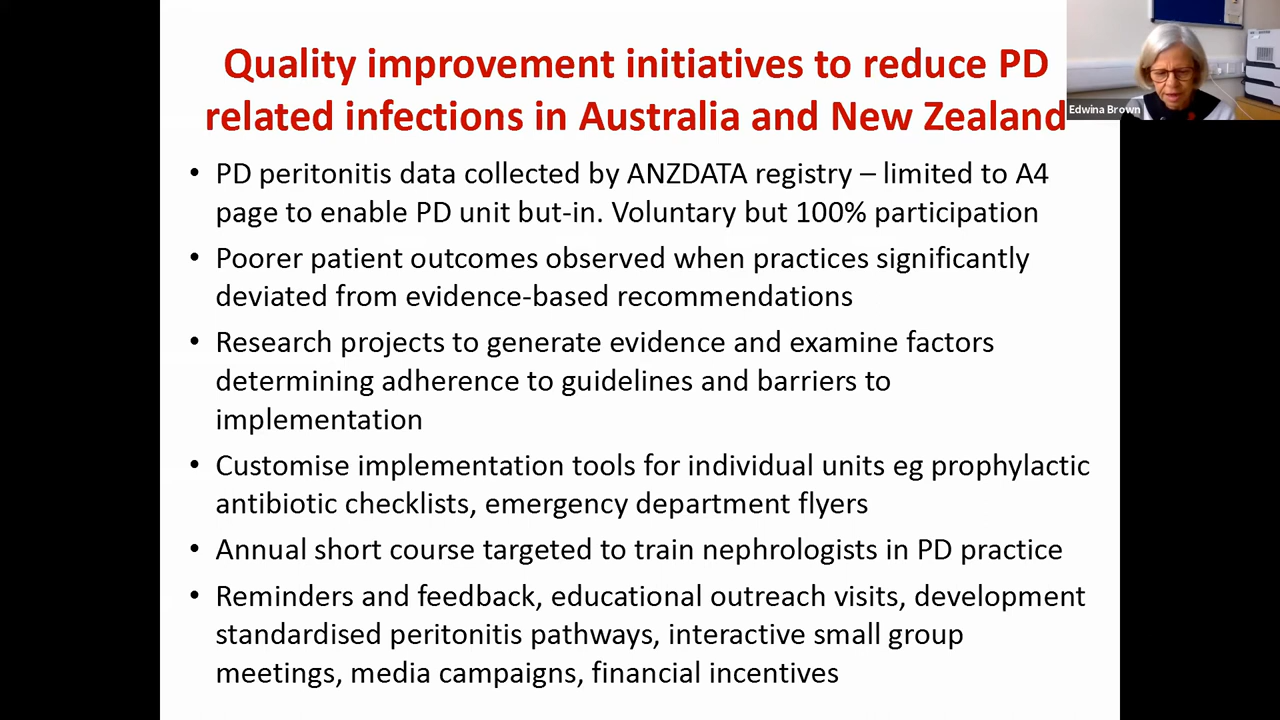 Quality improvement initiatives to reduce PD
related infections in Australia and New Zealand
Edwina Brown
• PD peritonitis data collected by ANZDATA registry – limited to A4
page to enable PD unit but-in. Voluntary but 100% participation
• Poorer patient outcomes observed when practices significantly
deviated from evidence-based recommendations
• Research projects to generate evidence and examine factors
determining adherence to guidelines and barriers to
implementation
• Customise implementation tools for individual units eg prophylactic
antibiotic checklists, emergency department flyers
• Annual short course targeted to train nephrologists in PD practice
• Reminders and feedback, educational outreach visits, development
standardised peritonitis pathways, interactive small group
meetings, media campaigns, financial incentives